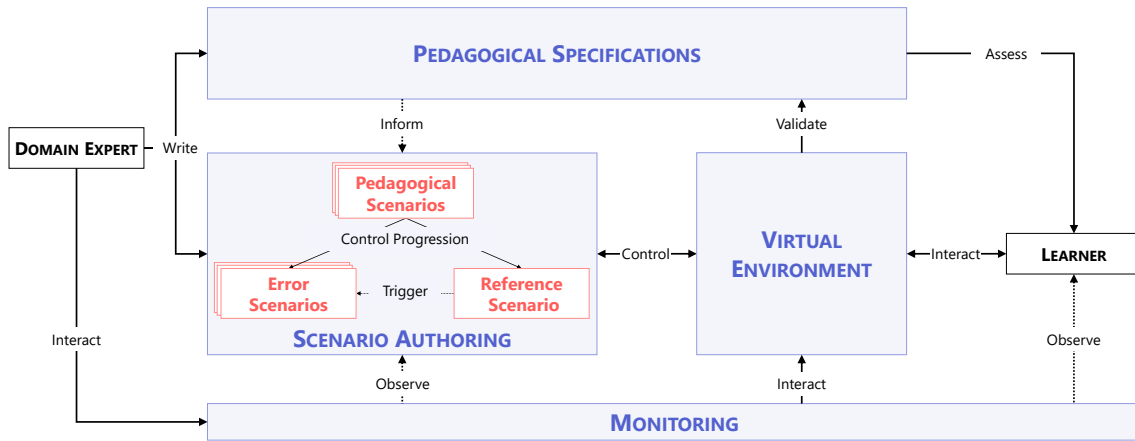 PEDAGOGICAL SPECIFICATIONS
Assess
Inform
Validate
DOMAIN EXPERT
Write
Pedagogical
Scenarios
Control Progression
Error
Scenarios
Trigger
Reference
Scenario
SCENARIO AUTHORING
Control
VIRTUAL
ENVIRONMENT
Interact
LEARNER
Interact
Observe
Interact
Observe
MONITORING